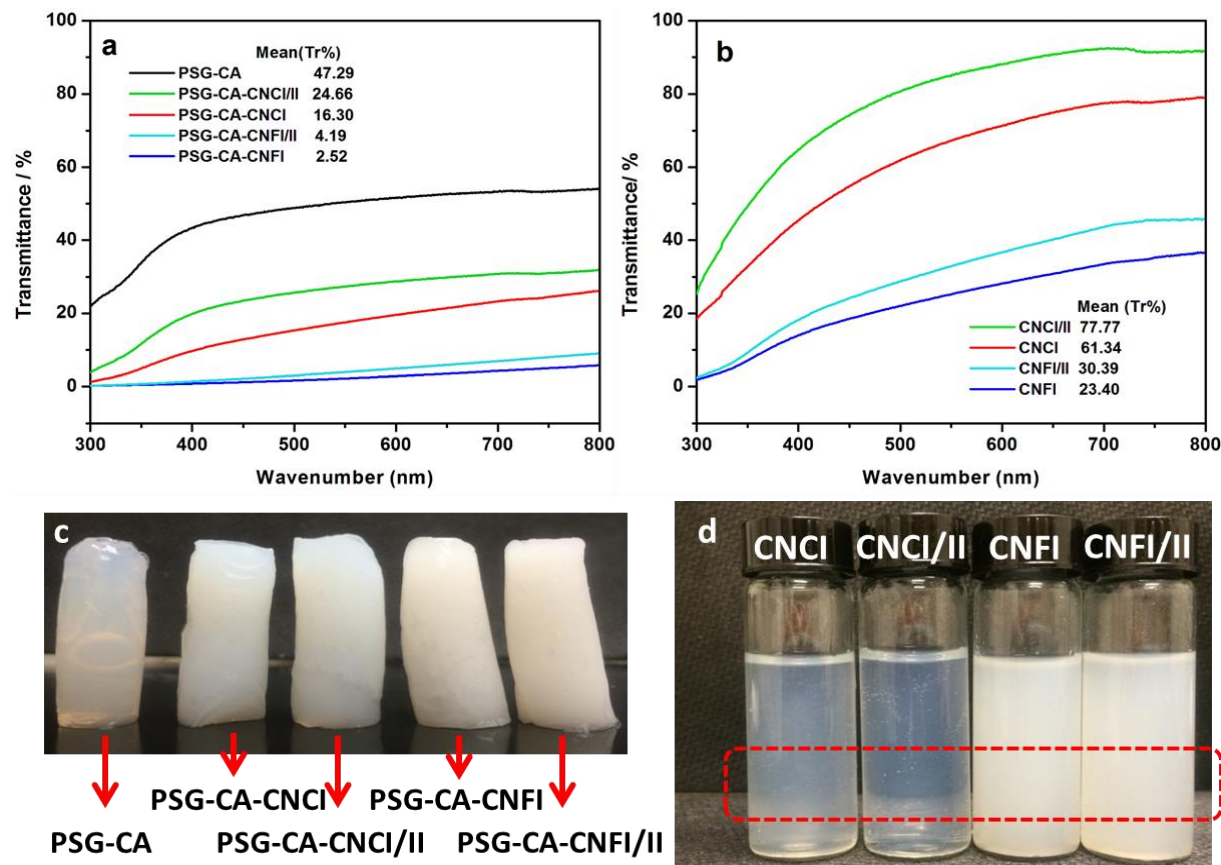 a
Mean(Tr%)
PSG-CA 47.29
PSG-CA-CNCI/II 24.66
PSG-CA-CNCI 16.30
PSG-CA-CNFI/II 4.19
PSG-CA-CNFI 2.52
Transmittance / %
100
80
60
40
20
0
300 400 500 600 700 800
Wavenumber (nm)
b
Transmittance/ %
100
80
60
40
20
0
Mean (Tr%)
CNCI/II 77.77
CNCI 61.34
CNFI/II 30.39
CNFI 23.40
300 400 500 600 700 800
Wavenumber (nm)
c
PSG-CA-CNCI PSG-CA-CNFI
PSG-CA PSG-CA-CNCI/II PSG-CA-CNFI/II
d
CNCI CNCI/II CNFI CNFI/II